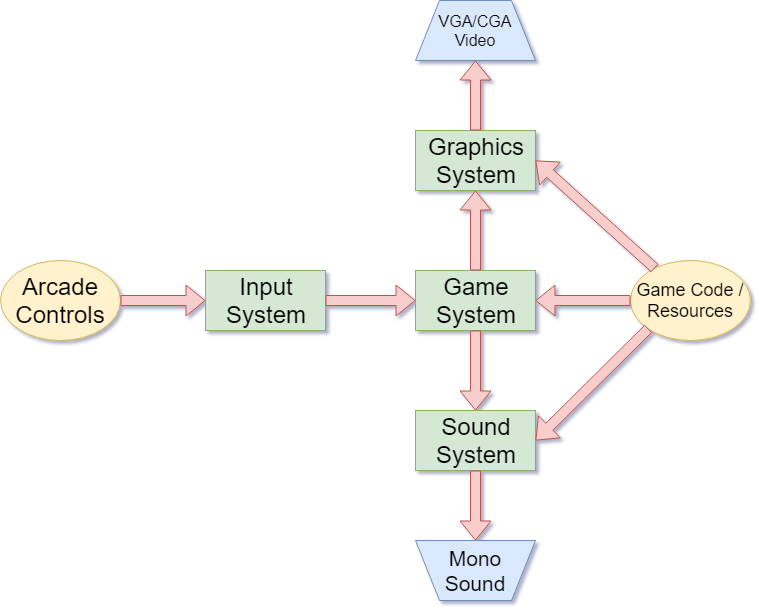 VGA/CGA
Video
Graphics
System
Arcade
Controls
Input
System
Game
System
Game Code /
Resources
Sound
System
Mono
Sound